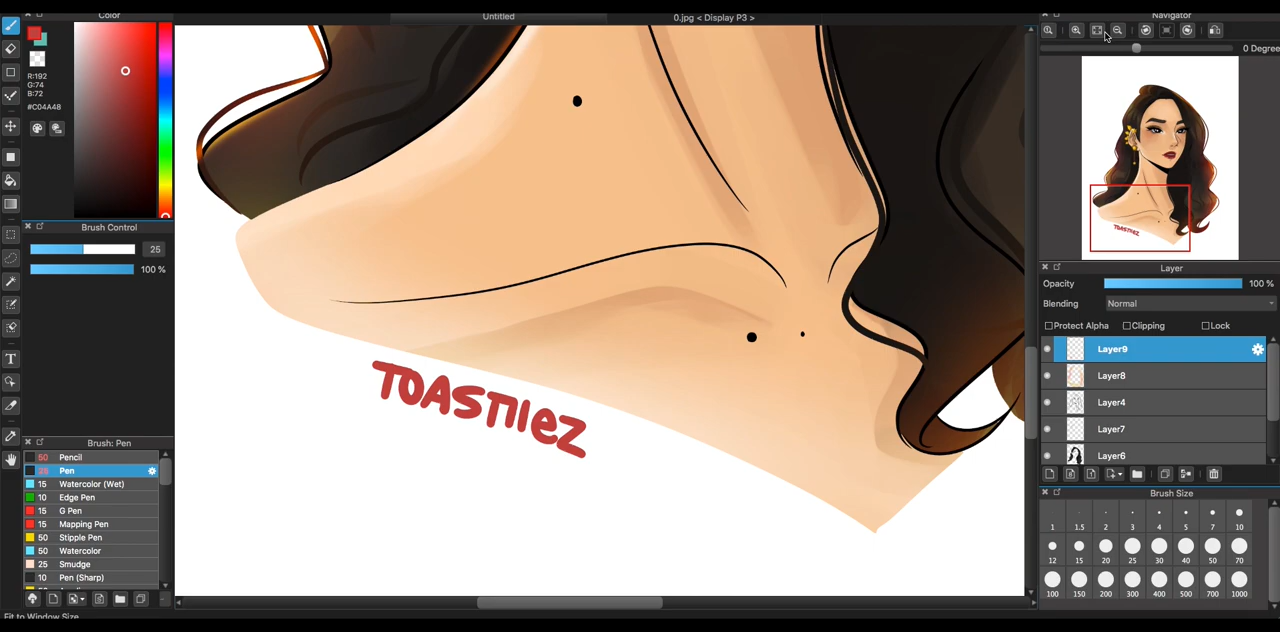 Color
Untitled
0.jpg < Display P3 >
Navigator
0 Degree
R:192
G:74
B:72
#C04A48
Brush Control
25
100 %
Layer
Opacity
100 %
Blending
Normal
Protect Alpha
Clipping
Lock
Layer9
Layer8
Layer4
Layer7
Layer6
TOASTIIEZ
TOASTIIEZ
Brush: Pen
50 Pencil
25 Pen
15 Watercolor (Wet)
10 Edge Pen
15 G Pen
15 Mapping Pen
50 Stipple Pen
50 Watercolor
25 Smudge
10 Pen (Sharp)
Brush Size
1 1.5 2 3 4 5 7 10
12 15 20 25 30 40 50 70
100 150 200 300 400 500 700 1000
Fit to Window Size